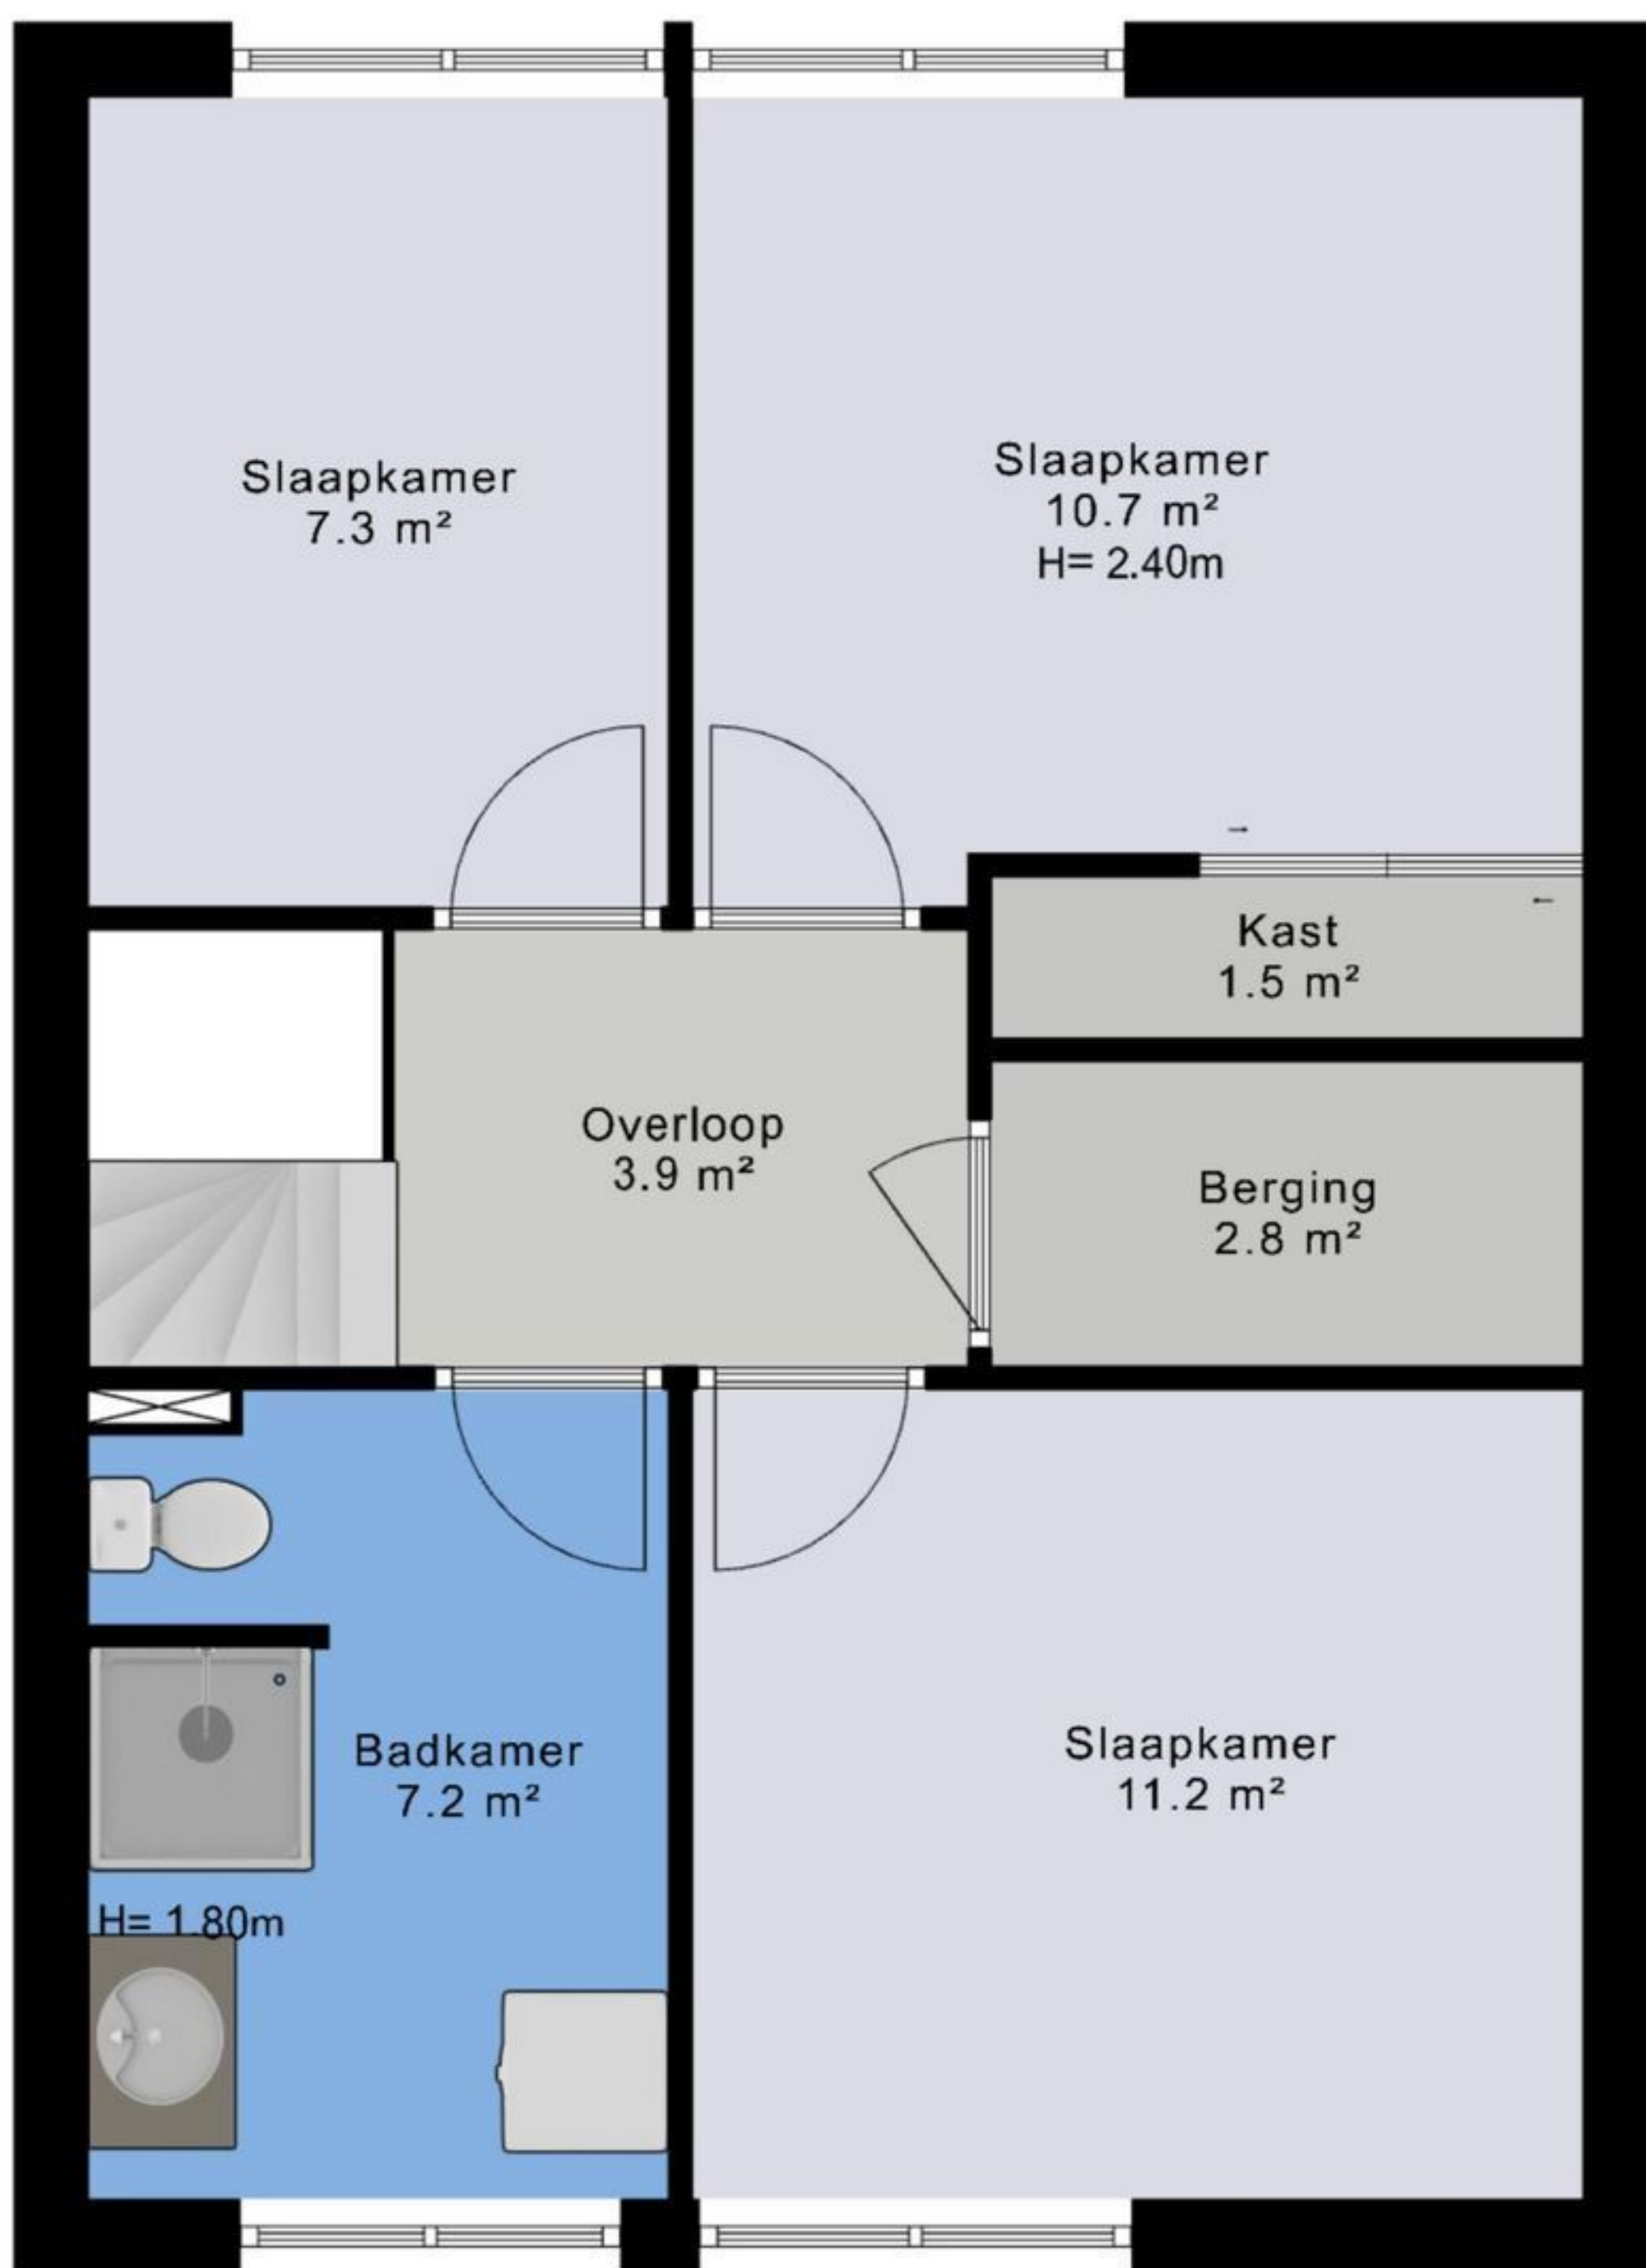 Slaapkamer
7.3 m²
Slaapkamer
10.7 m²
H= 2.40m
Kast
1.5 m²
Overloop
3.9 m²
Berging
2.8 m²
Badkamer
7.2 m²
H= 1.80m
Slaapkamer
11.2 m²